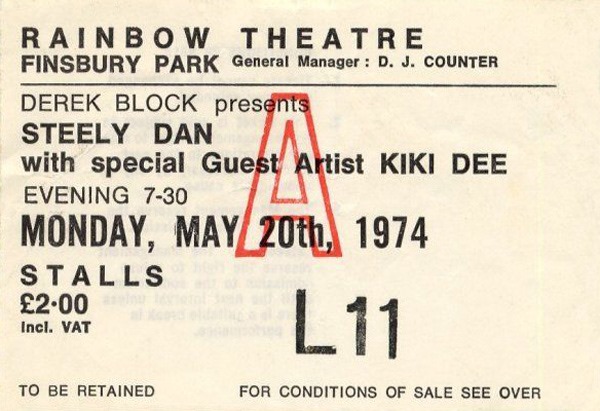 RAINBOW THEATRE
FINSBURY PARK General Manager : D. J. COUNTER
DEREK BLOCK presents
STEELY DAN
with special Guest Artist KIKI DEE
EVENING 7-30
MONDAY, MAY 20th, 1974
A
STALLS
£2·00
incl. VAT
L 11
TO BE RETAINED FOR CONDITIONS OF SALE SEE OVER